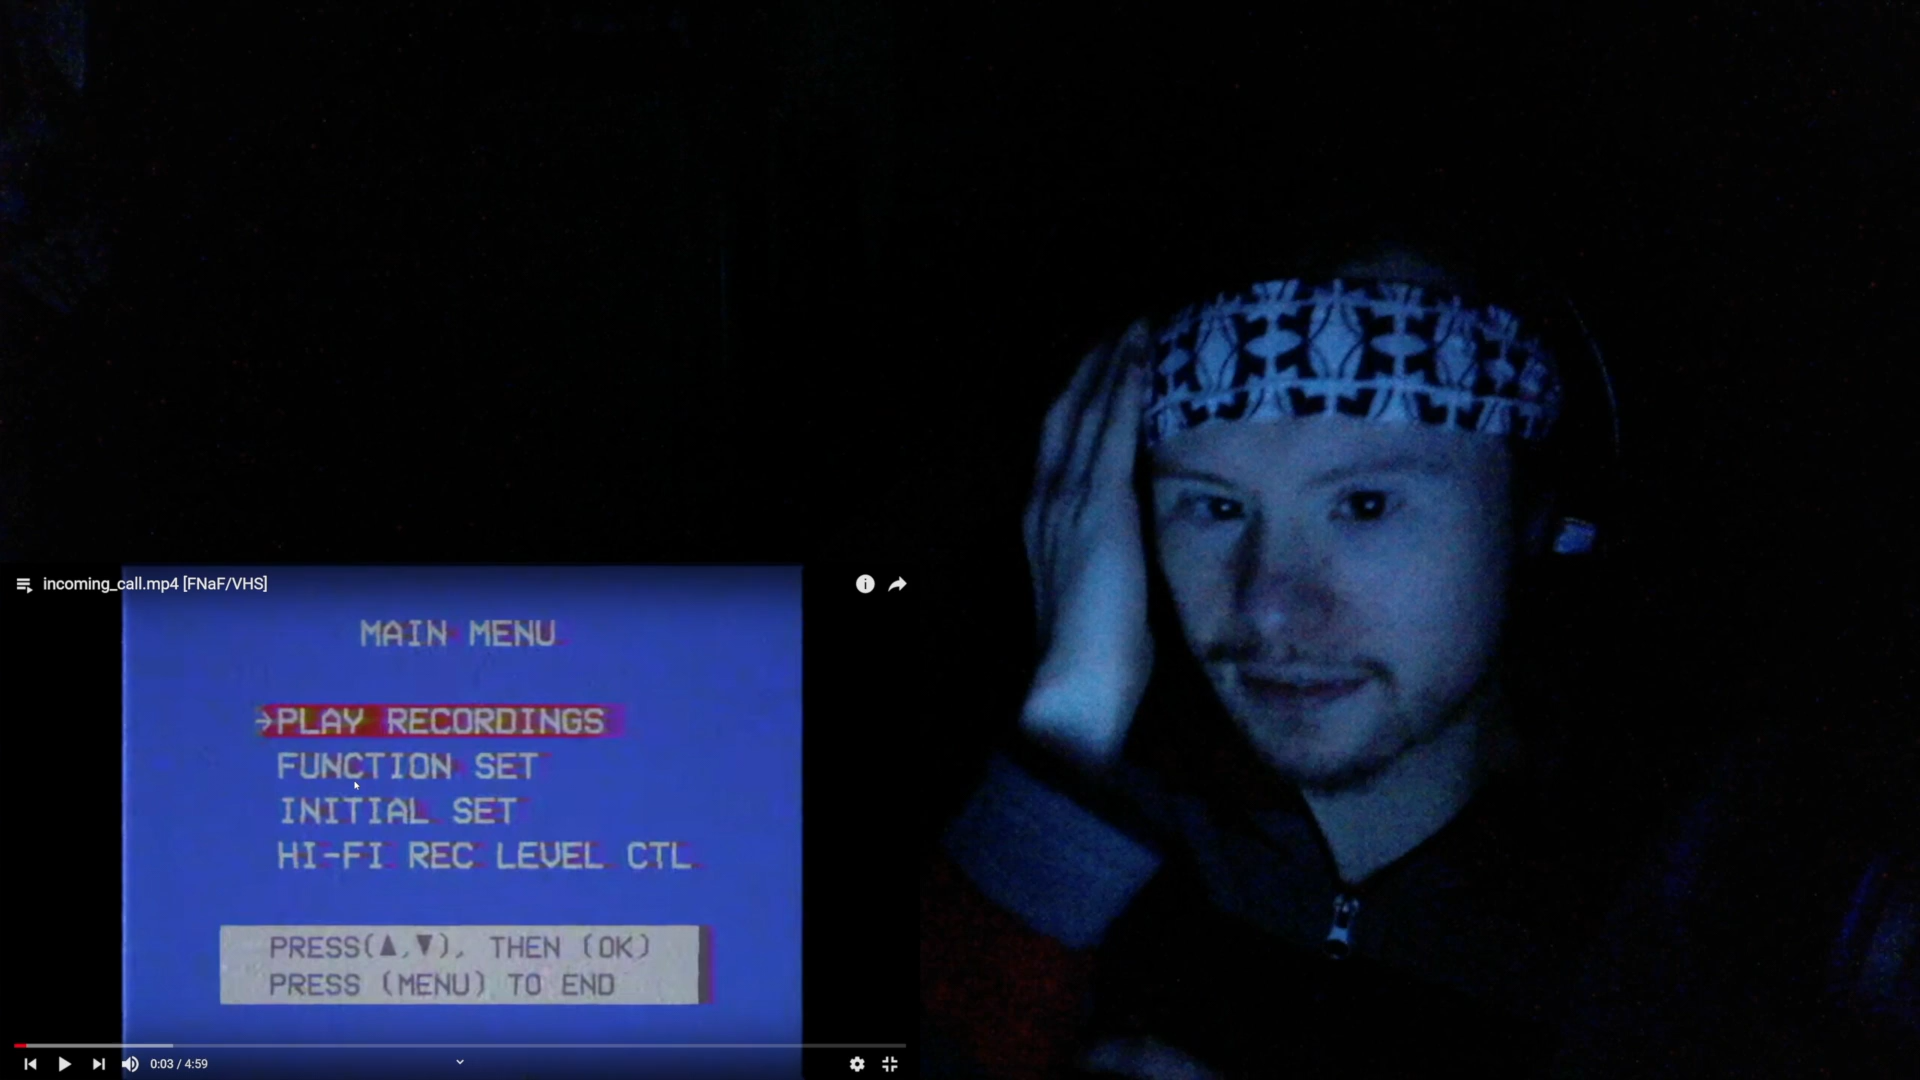 incoming_call.mp4 [FNaF/VHS]
MAIN MENU
→PLAY RECORDINGS
FUNCTION SET
INITIAL SET
HI-FI REC LEVEL CTL
PRESS(▲,▼), THEN (OK)
PRESS (MENU) TO END
0:03 / 4:59